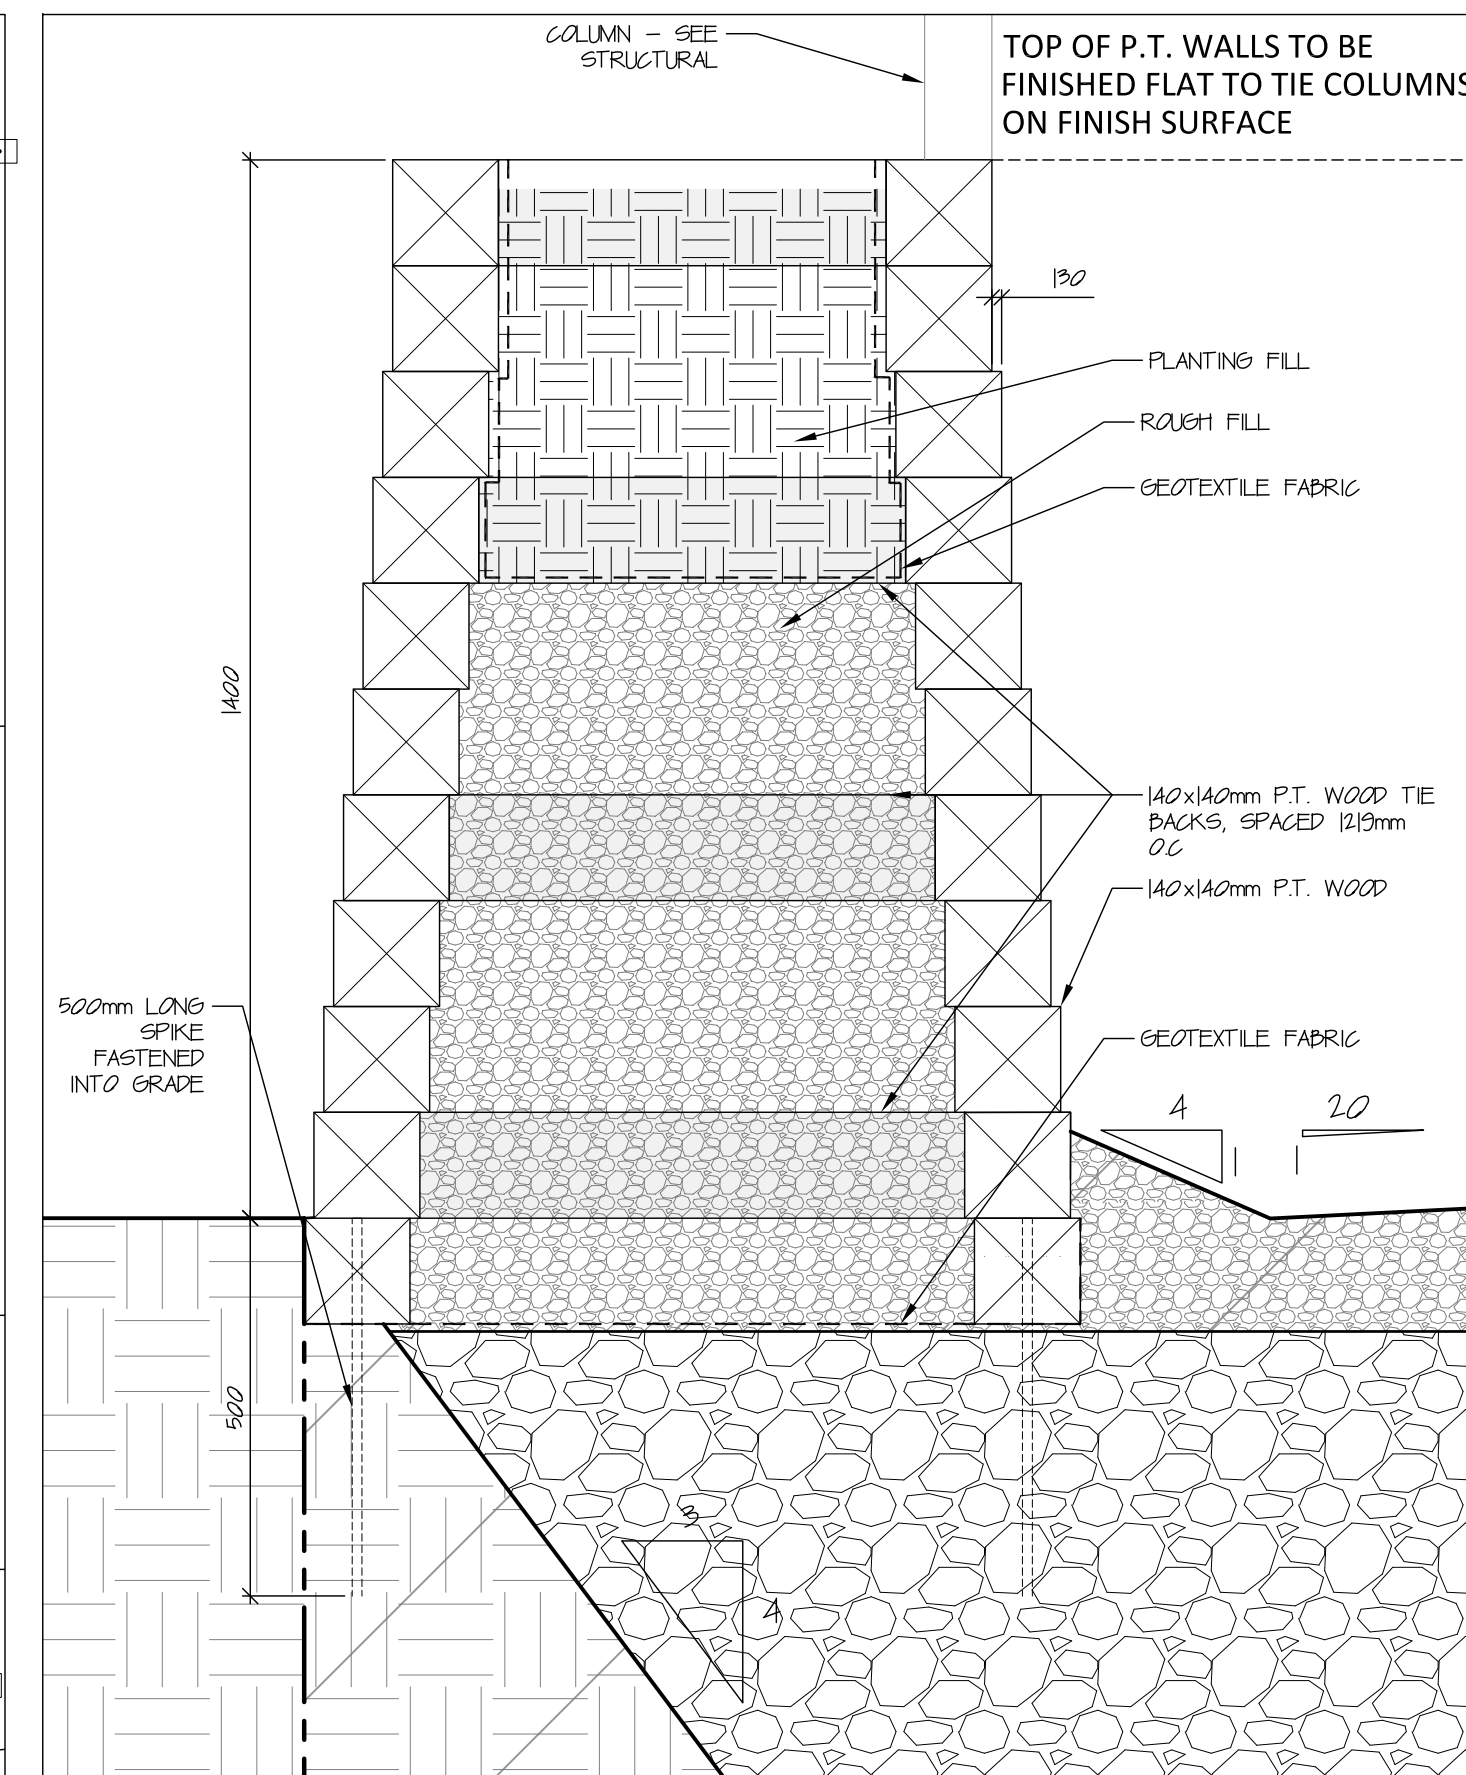 COLUMN - SEE
STRUCTURAL
TOP OF P.T. WALLS TO BE
FINISHED FLAT TO TIE COLUMNS
ON FINISH SURFACE
130
PLANTING FILL
ROUGH FILL
GEOTEXTILE FABRIC
1400
140x140mm P.T. WOOD TIE
BACKS, SPACED 1219mm
O.C
140x140mm P.T. WOOD
500mm LONG
SPIKE
FASTENED
INTO GRADE
GEOTEXTILE FABRIC
4
20
1
1
500
3
4